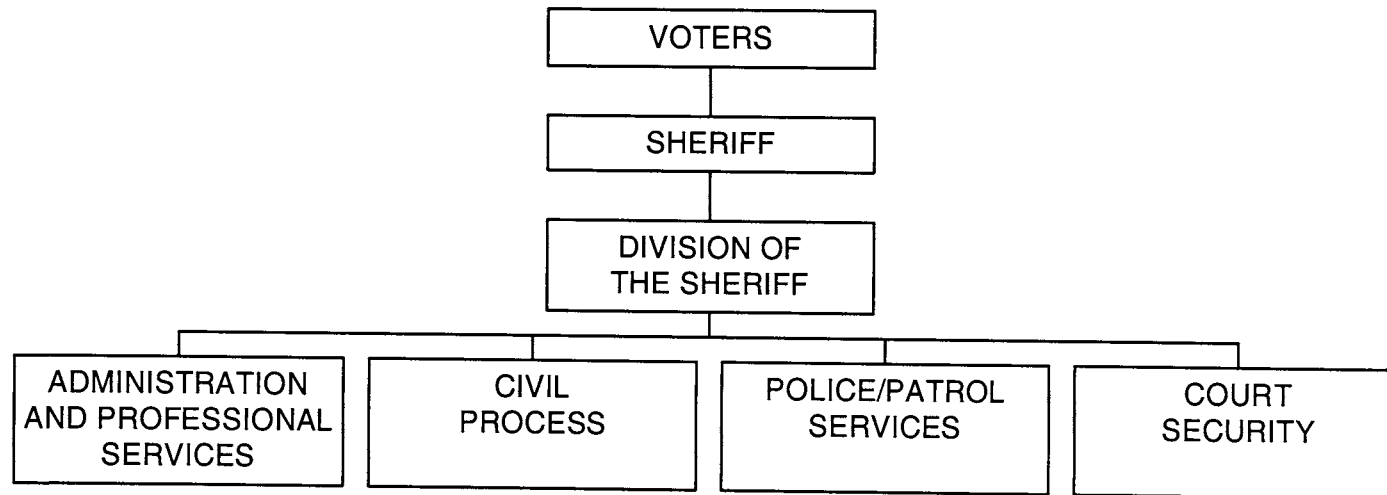 VOTERS
SHERIFF
DIVISION OF
THE SHERIFF
ADMINISTRATION
AND PROFESSIONAL
SERVICES
CIVIL
PROCESS
POLICE/PATROL
SERVICES
COURT
SECURITY